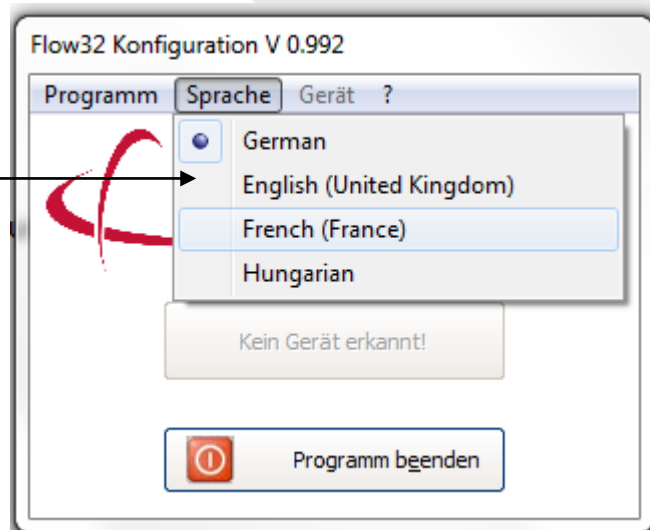 Flow32 Konfiguration V 0.992
Programm Sprache Gerät ?
German
English (United Kingdom)
French (France)
Hungarian
Kein Gerät erkannt!
Programm beenden